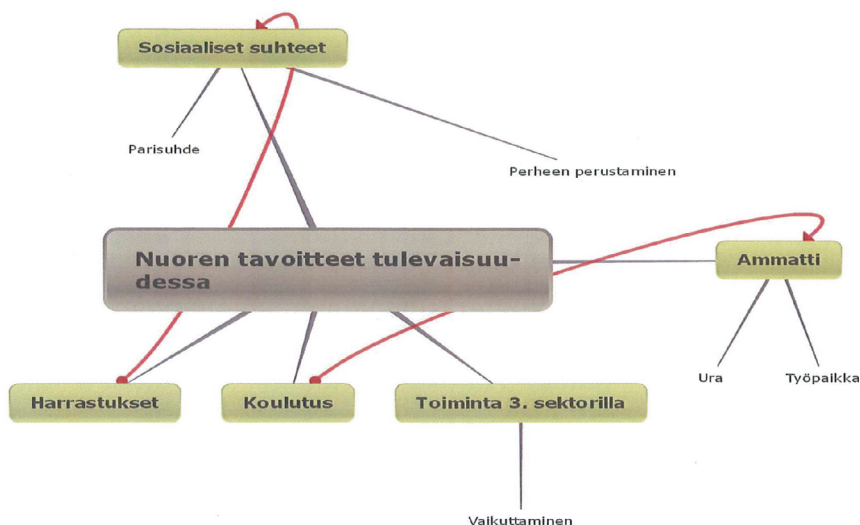 Sosiaaliset suhteet
Parisuhde
Perheen perustaminen
Nuoren tavoitteet tulevaisuu-
dessa
Ammatti
Ura
Työpaikka
Harrastukset
Koulutus
Toiminta 3. sektorilla
Vaikuttaminen